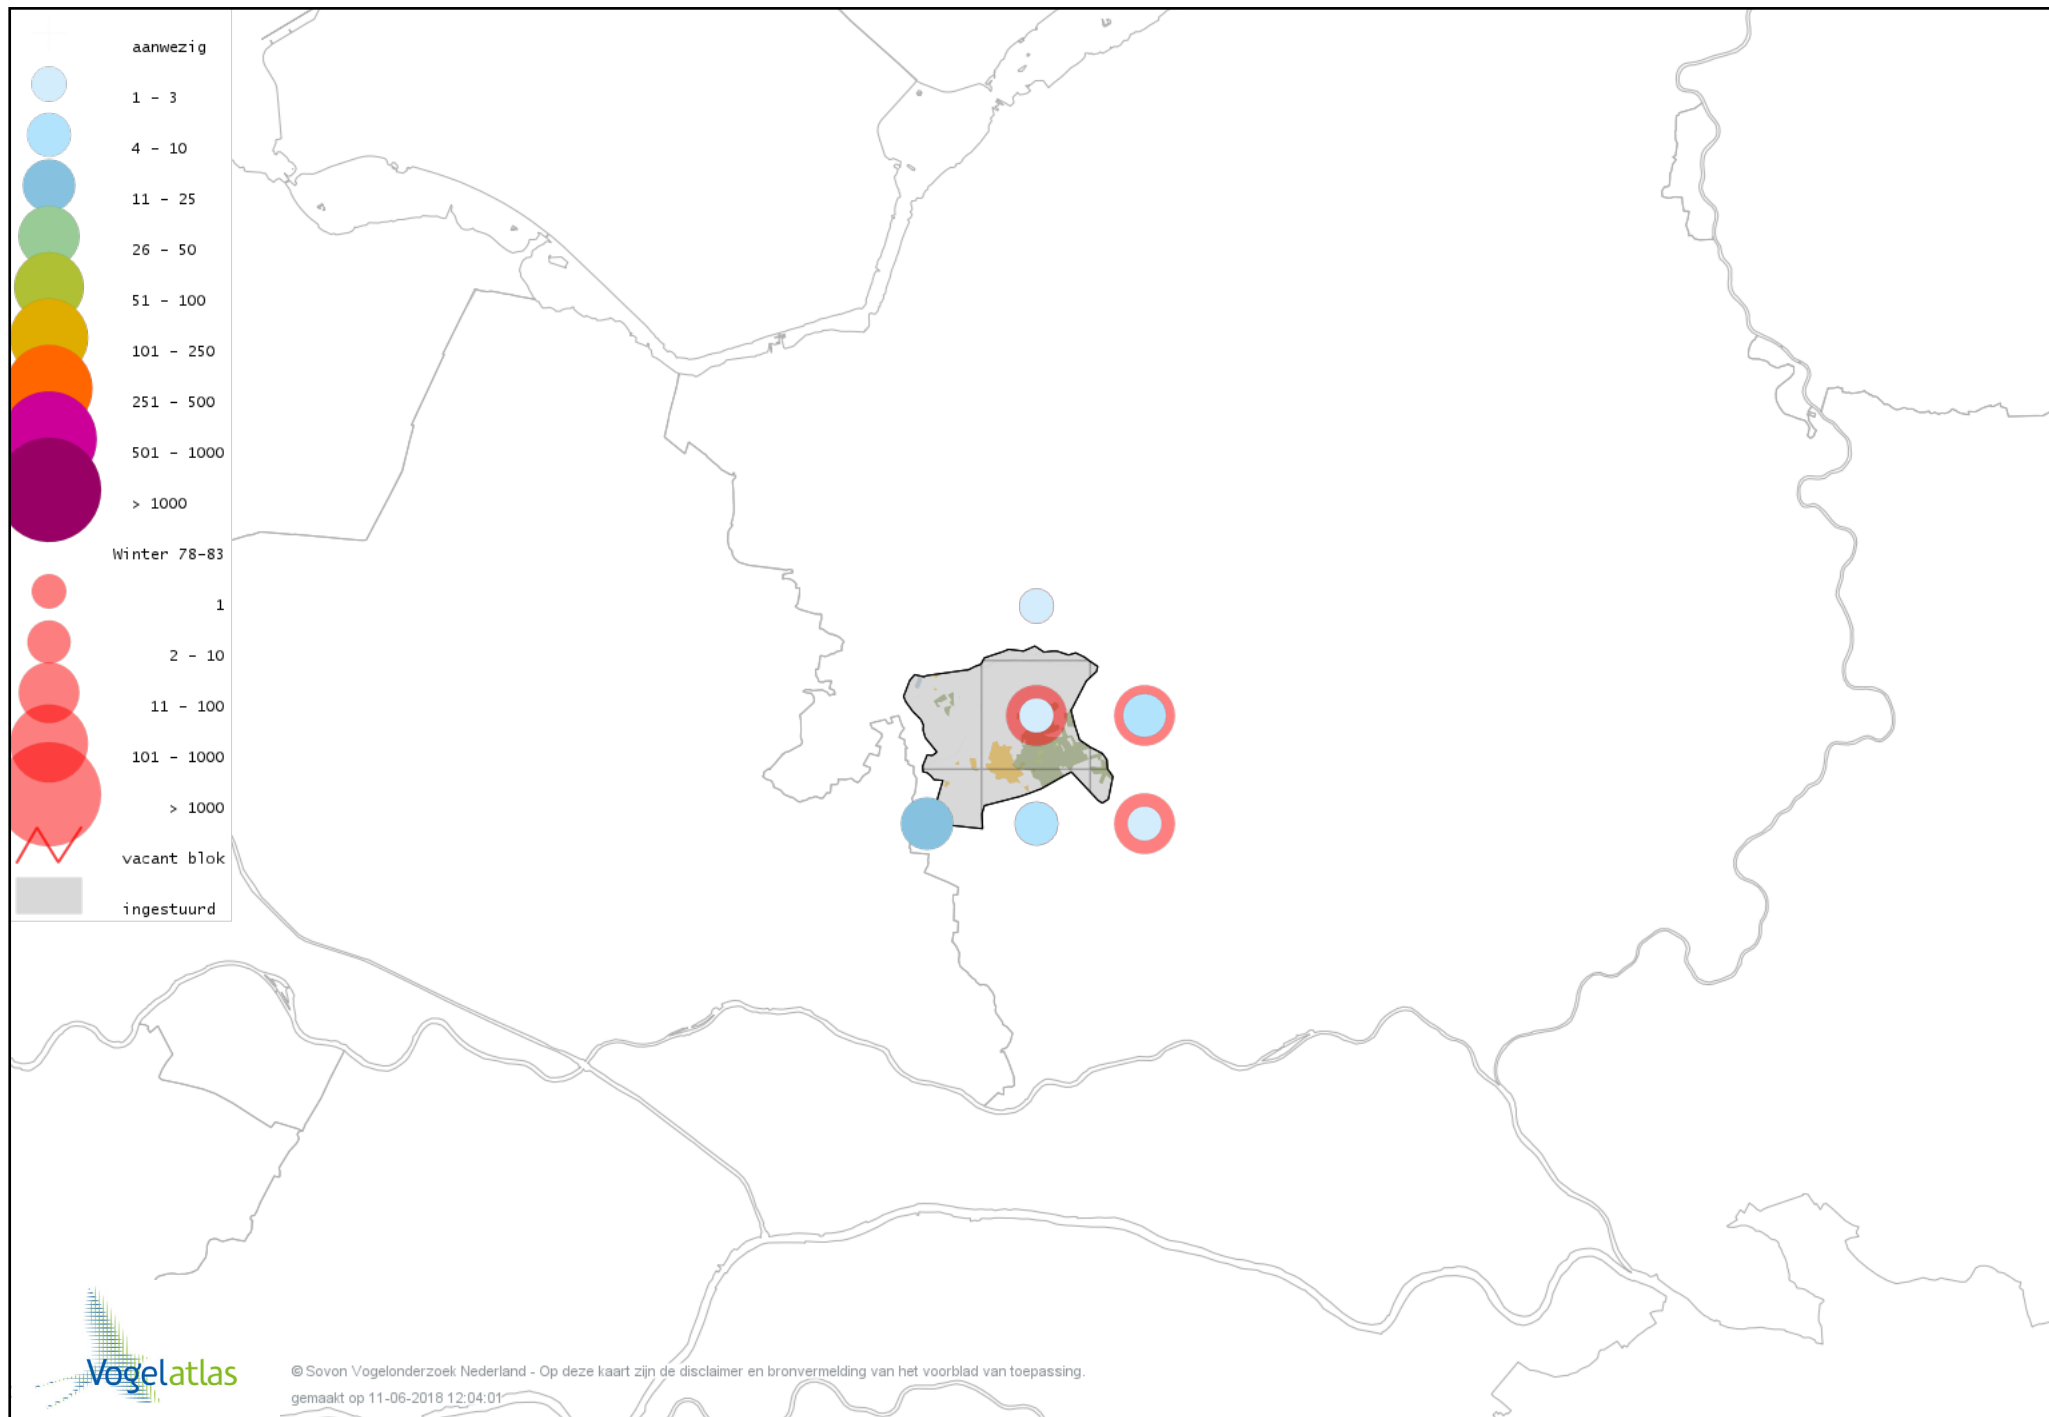 aanwezig
1 - 3
4 - 10
11 - 25
26 - 50
51 - 100
101 - 250
251 - 500
501 - 1000
> 1000
Winter 78-83
1
2 - 10
11 - 100
101 - 1000
> 1000
vacant blok
ingestuurd
Vogelatlas
© Sovon Vogelonderzoek Nederland - Op deze kaart zijn de disclaimer en bronvermelding van het voorblad van toepassing.
gemaakt op 11-06-2018 12:04:01